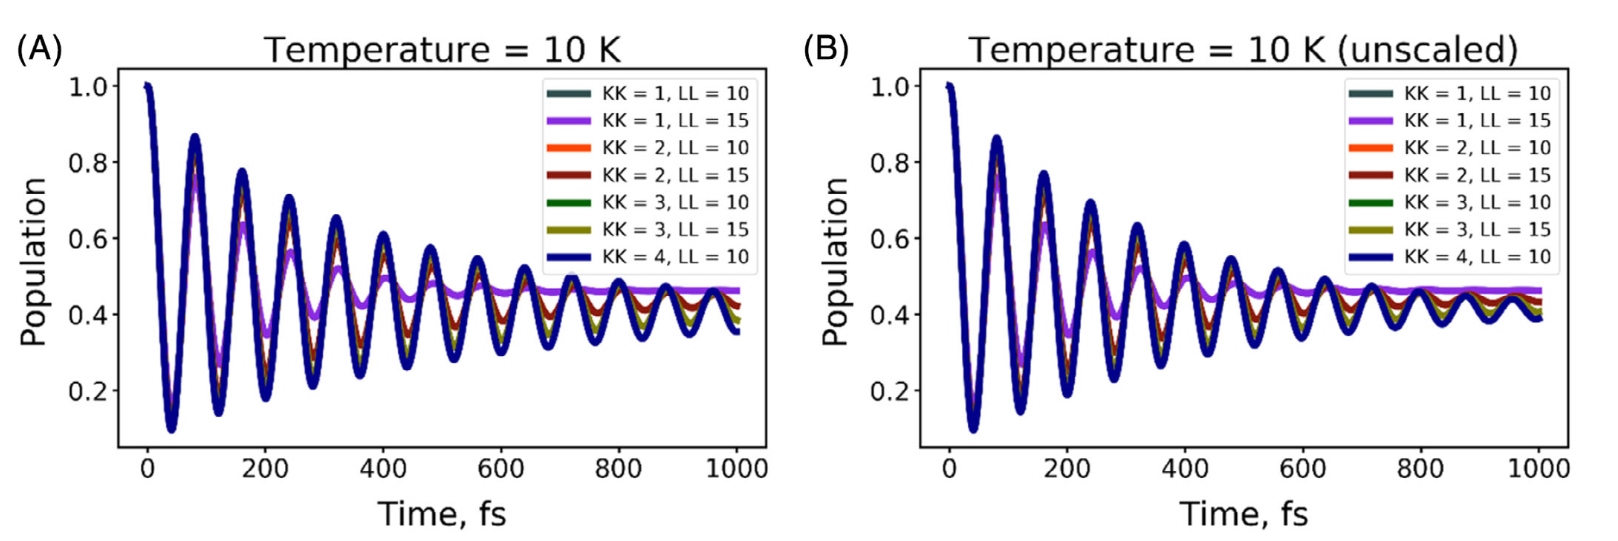 (A)
Temperature = 10 K
1.0
0.8
0.6
0.4
0.2
Population
KK = 1, LL = 10
KK = 1, LL = 15
KK = 2, LL = 10
KK = 2, LL = 15
KK = 3, LL = 10
KK = 3, LL = 15
KK = 4, LL = 10
0 200 400 600 800 1000
Time, fs
(B)
Temperature = 10 K (unscaled)
1.0
0.8
0.6
0.4
0.2
Population
KK = 1, LL = 10
KK = 1, LL = 15
KK = 2, LL = 10
KK = 2, LL = 15
KK = 3, LL = 10
KK = 3, LL = 15
KK = 4, LL = 10
0 200 400 600 800 1000
Time, fs